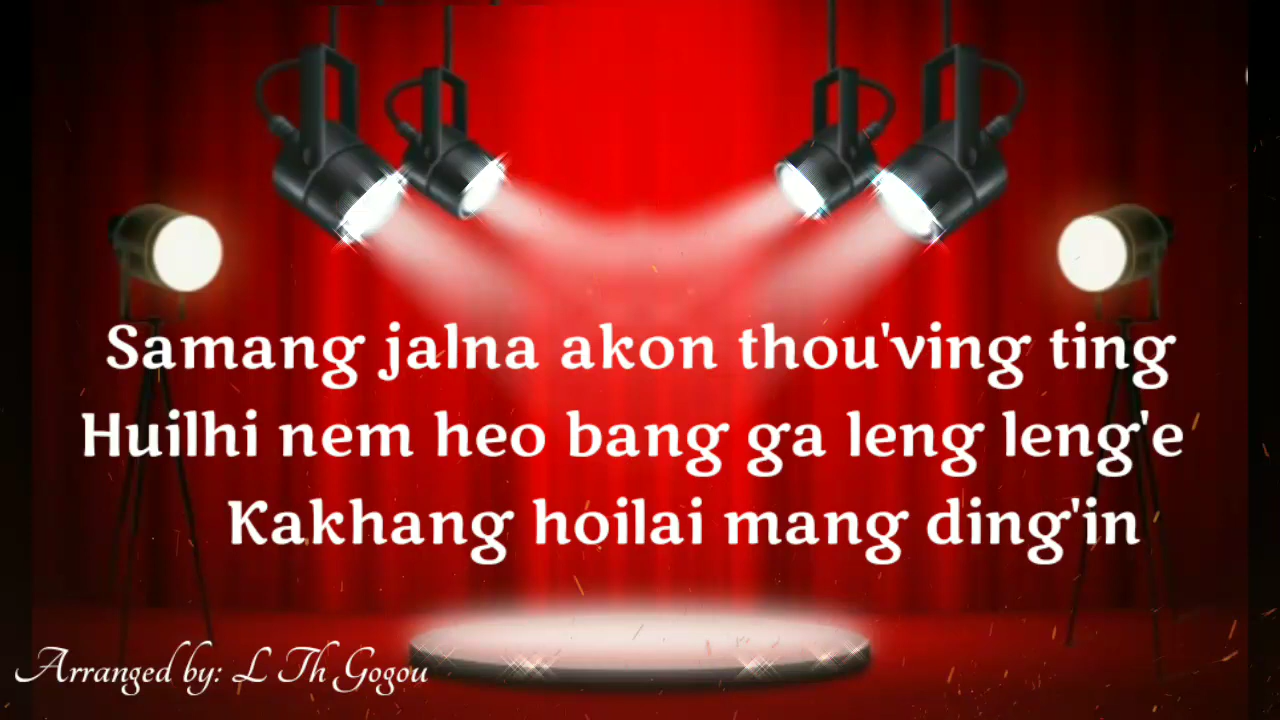 Samang jalna akon thou'ving ting
Huilhi nem heo bang ga leng leng'e
Kakhang hoilai mang ding'in
Arranged by: L Th Gogou